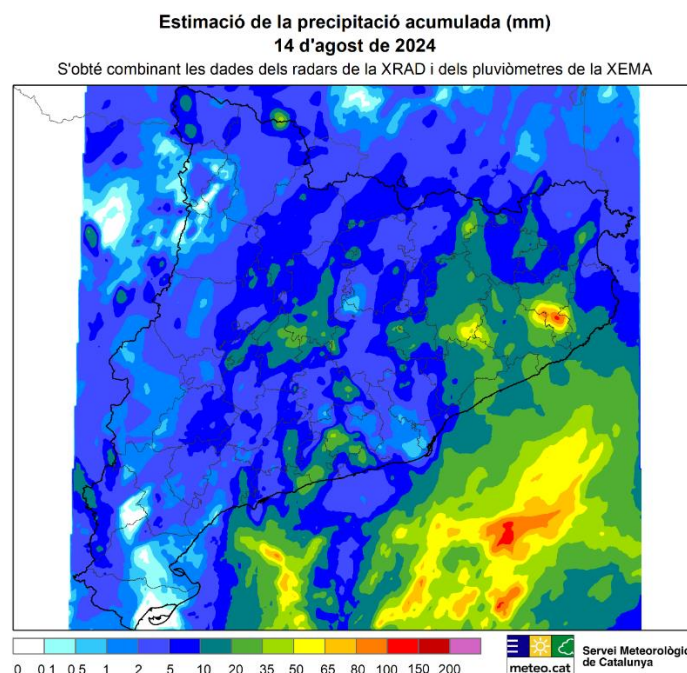 Estimació de la precipitació acumulada (mm)
14 d'agost de 2024
S'obté combinant les dades dels radars de la XRAD i dels pluviòmetres de la XEMA
0 0.1 0.5 1 2 5 10 20 35 50 65 80 100 150 200
meteo.cat
Servei Meteorològic
de Catalunya